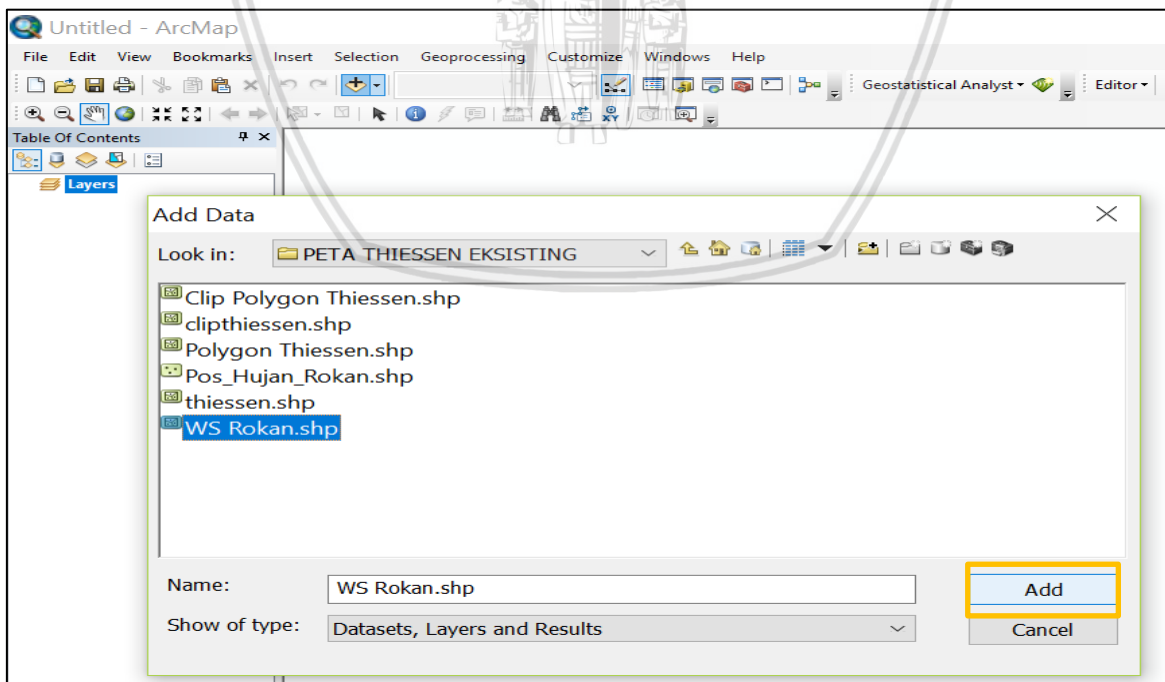 Untitled - ArcMap
File Edit View Bookmarks Insert Selection Geoprocessing Customize Windows Help
Geostatistical Analyst Editor
Table Of Contents
Layers
Add Data
Look in: PETA THIESSEN EKSISTING
Clip Polygon Thiessen.shp
clipthiessen.shp
Polygon Thiessen.shp
Pos_Hujan_Rokan.shp
thiessen.shp
WS Rokan.shp
Name: WS Rokan.shp Add
Show of type: Datasets, Layers and Results Cancel